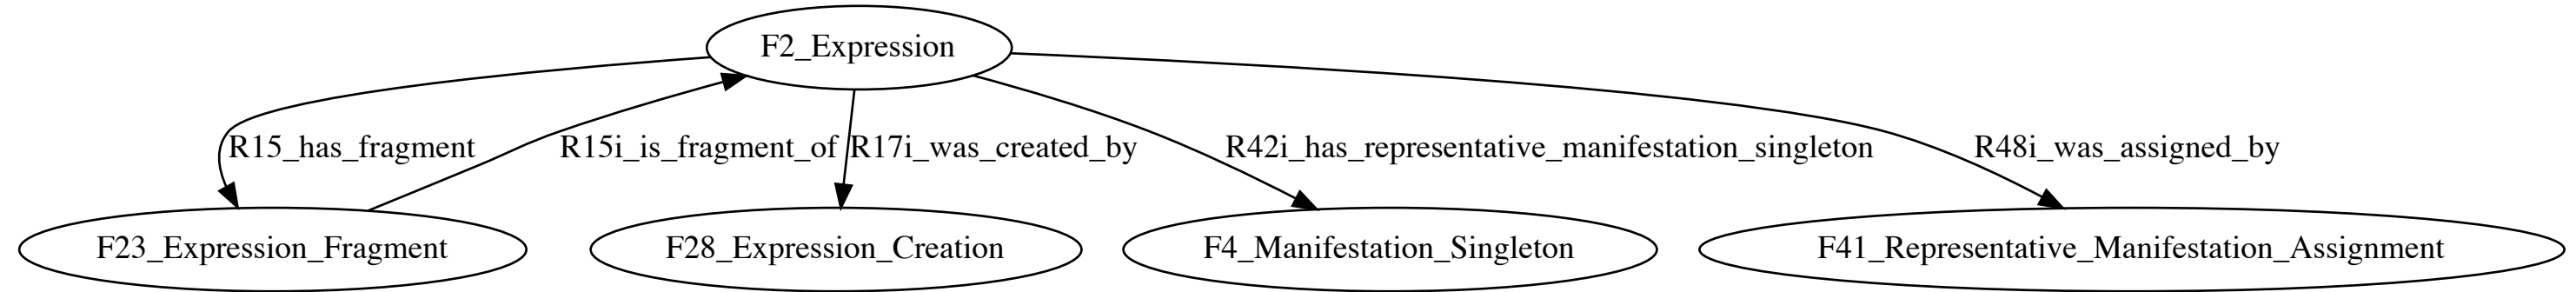 F2_Expression
R15_has_fragment
R15i_is_fragment_of
R17i_was_created_by
R42i_has_representative_manifestation_singleton
R48i_was_assigned_by
F23_Expression_Fragment
F28_Expression_Creation
F4_Manifestation_Singleton
F41_Representative_Manifestation_Assignment